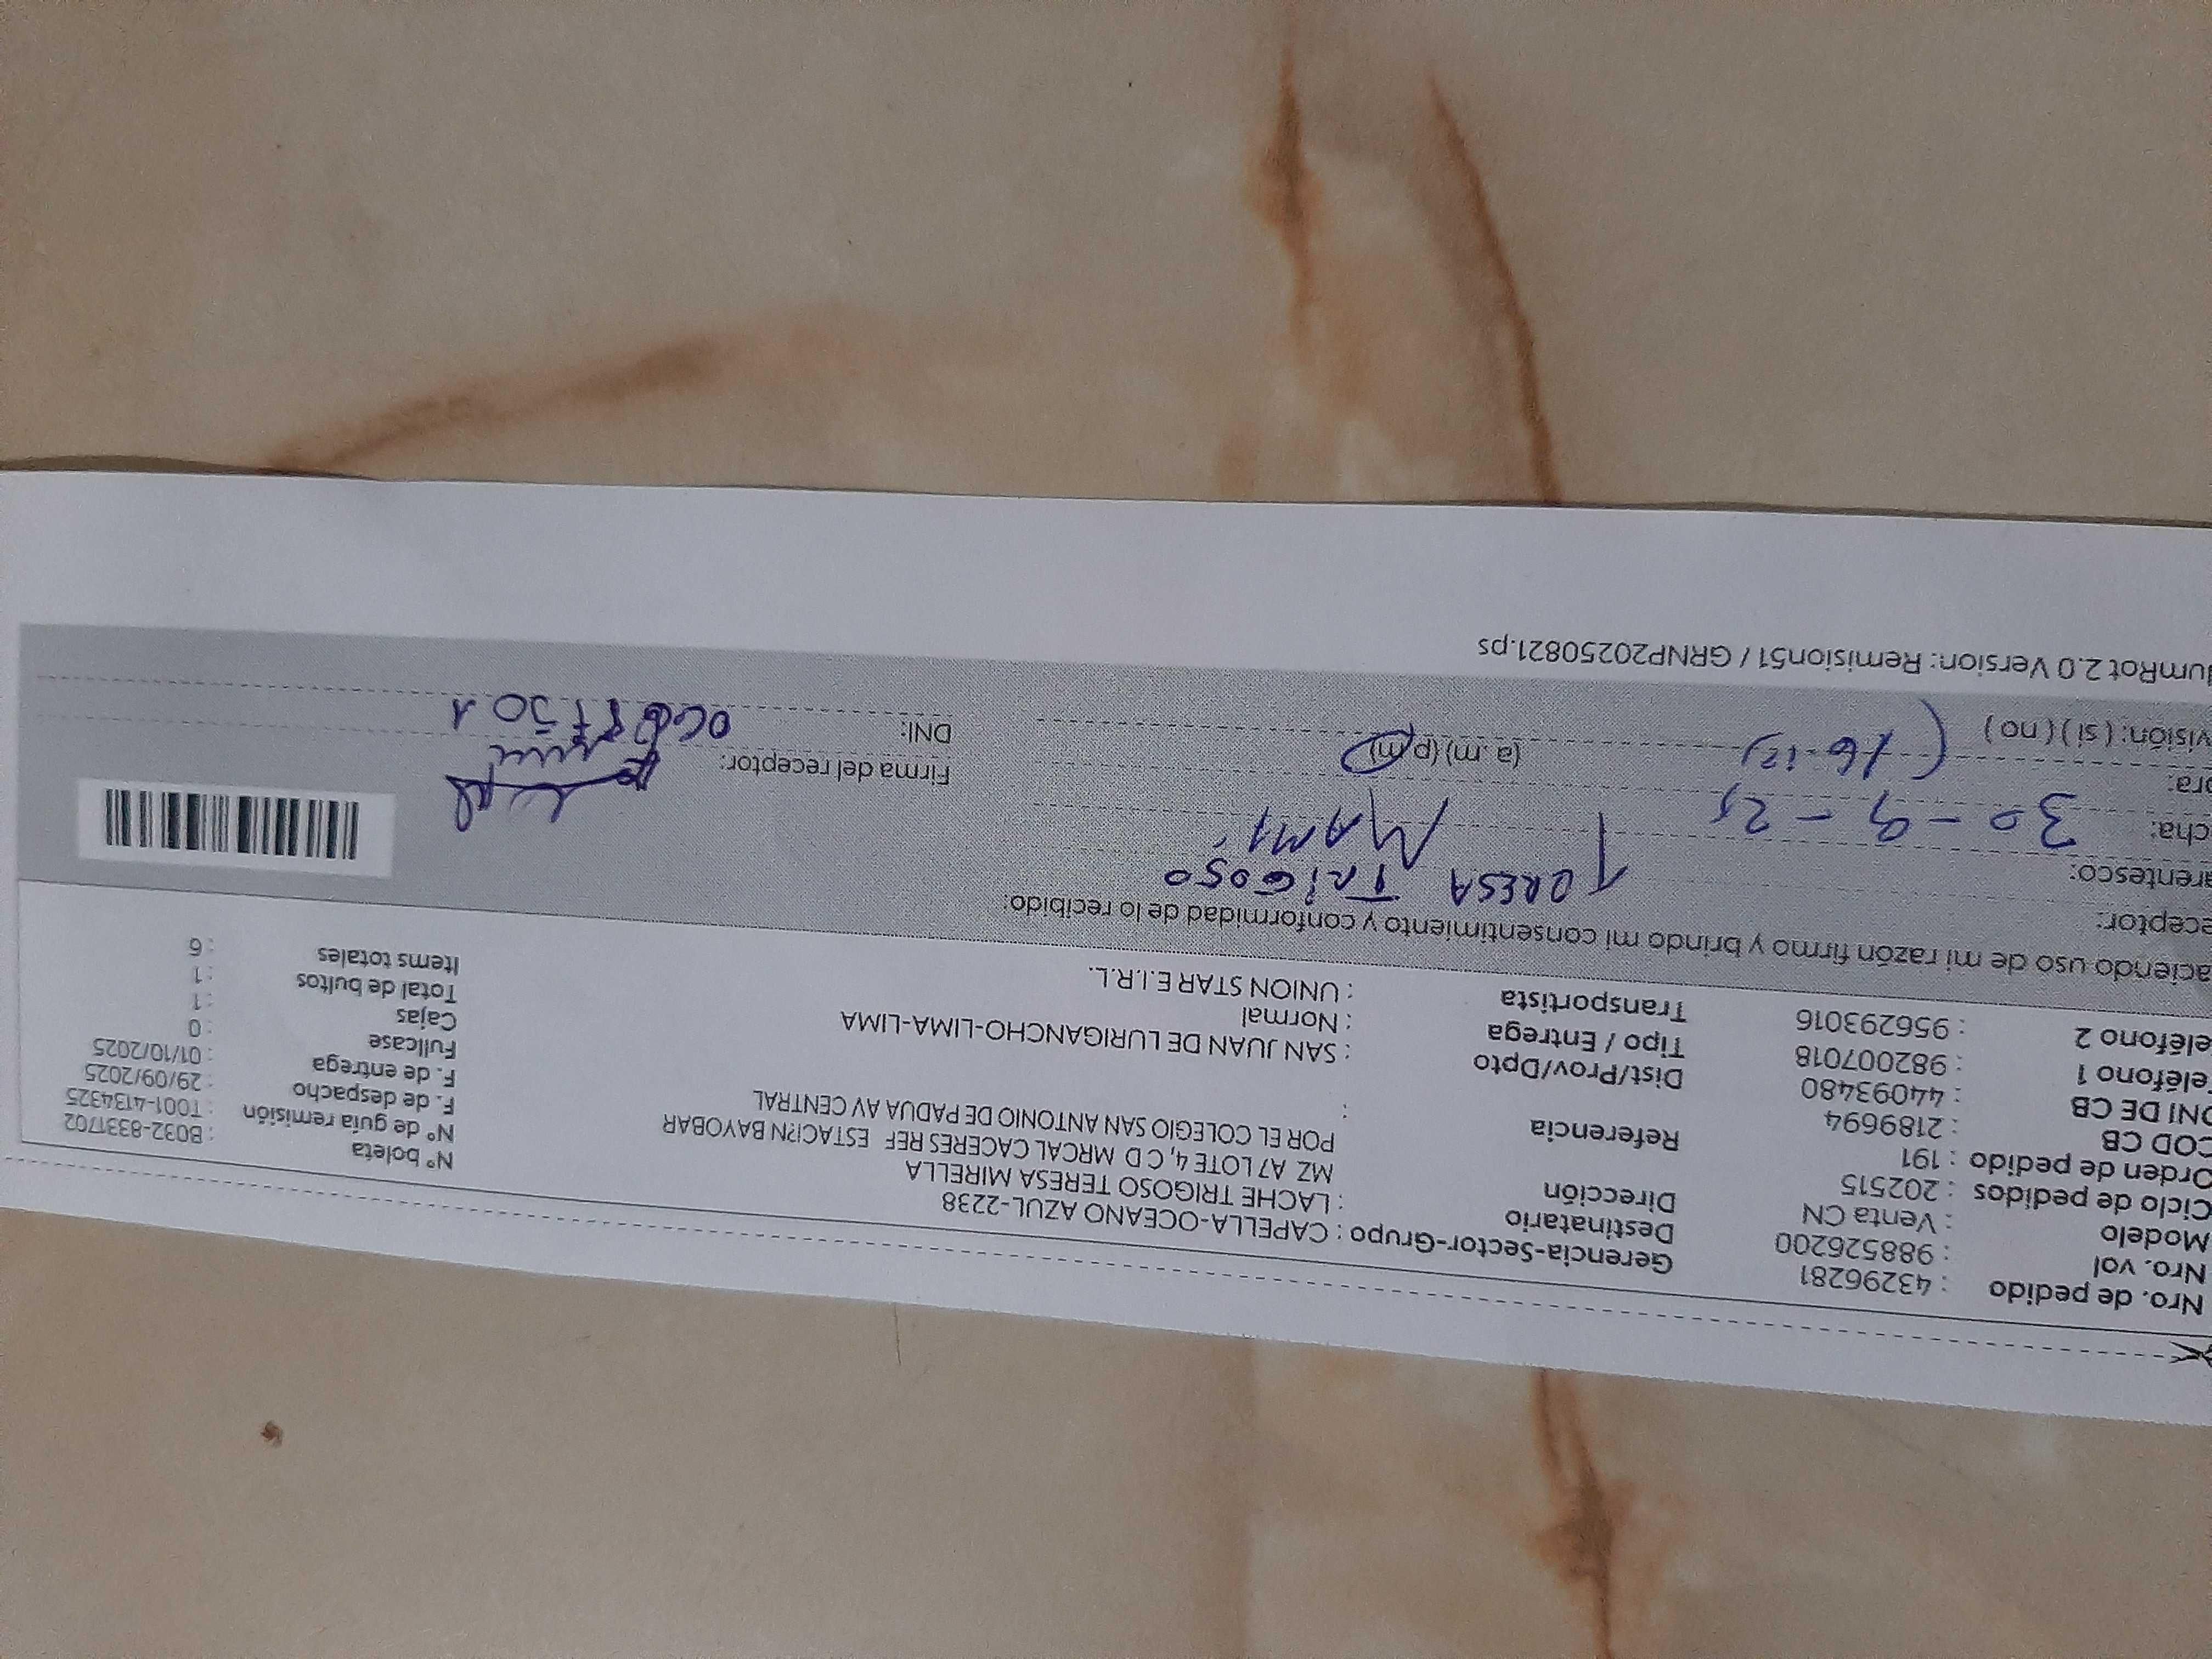 Nro. de pedido : 43296281
Nro. vol : 988526200
Modelo : Venta CN
Ciclo de pedidos : 202515
Orden de pedido : 191
COD CB : 2189694
DNI DE CB : 44093480
Teléfono 1 : 982007018
eléfono 2 : 956293016
Gerencia-Sector-Grupo : CAPELLA-OCEANO AZUL-2238
Destinatario : LACHE TRIGOSO TERESA MIRELLA
Dirección MZ A7 LOTE 4, C D MRCAL CACERES REF ESTACI?N BAYOBAR
POR EL COLEGIO SAN ANTONIO DE PADUA AV CENTRAL
Referencia :
Dist/Prov/Dpto : SAN JUAN DE LURIGANCHO-LIMA-LIMA
Tipo / Entrega : Normal
Transportista : UNION STAR E.I.R.L.
N° boleta : B032-8331702
N° de guía remisión : T001-4134325
F. de despacho : 29/09/2025
F. de entrega : 01/10/2025
Fullcase : 0
Cajas : 1
Total de bultos : 1
Items totales : 6
aciendo uso de mi razón firmo y brindo mi consentimiento y conformidad de lo recibido:
eceptor: TERESA TRIGOSO
arentesco: MAMI
cha: 30-9-25
ora: (a. m) (p. m)
visión: ( si ) ( no )
Firma del receptor:
DNI:
umRot 2.0 Version: Remision51 / GRNP20250821.ps